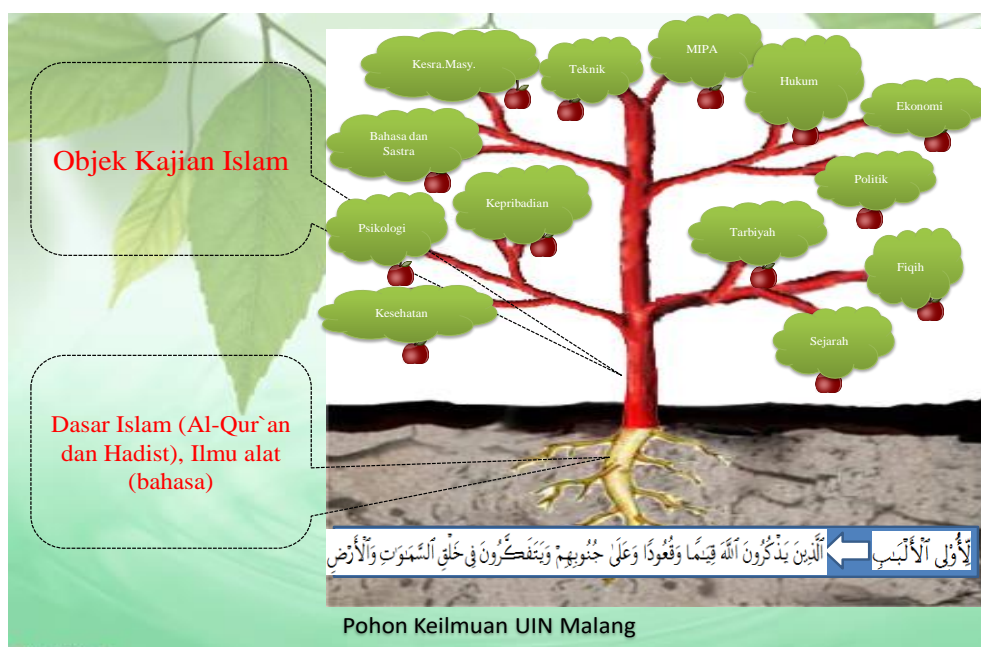 Objek Kajian Islam
Dasar Islam (Al-Qur`an
dan Hadist), Ilmu alat
(bahasa)
Kesra.Masy.
Teknik
MIPA
Hukum
Ekonomi
Bahasa dan
Sastra
Politik
Kepribadian
Psikologi
Tarbiyah
Fiqih
Kesehatan
Sejarah
لِّأُوْلِى ٱلْأَلْبَـٰبِ
ٱلَّذِينَ يَذْكُرُونَ ٱللَّهَ قِيَـٰمًا وَقُعُودًا وَعَلَىٰ جُنُوبِهِمْ وَيَتَفَكَّرُونَ فِى خَلْقِ ٱلسَّمَـٰوَٰتِ وَٱلْأَرْضِ
Pohon Keilmuan UIN Malang